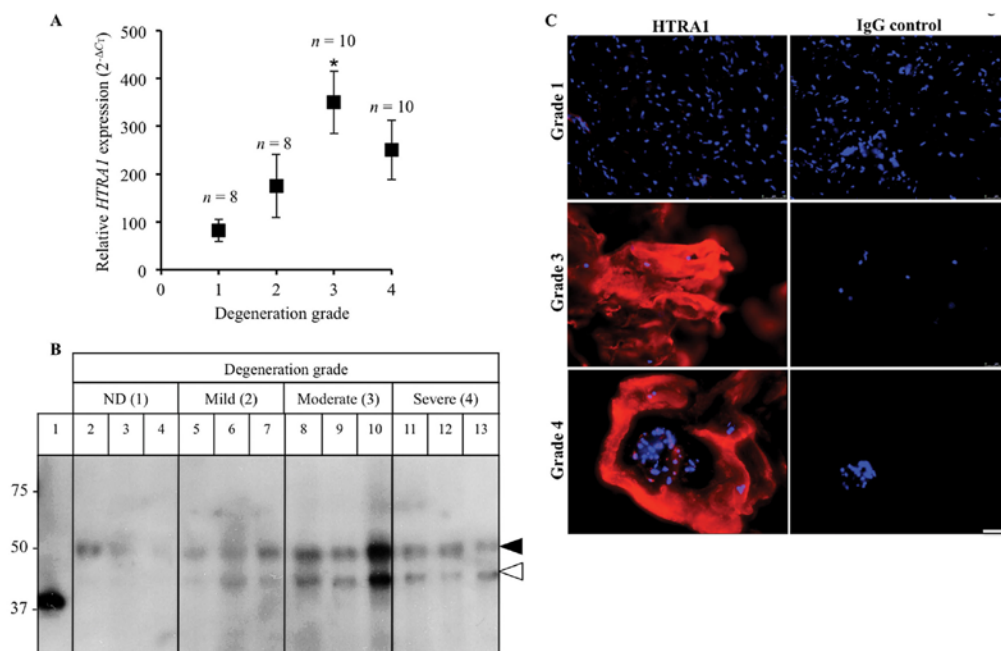 A
Relative HTRA1 expression (2-ΔCT)
500
400
300
200
100
0
n = 8
n = 8
n = 10
*
n = 10
0 1 2 3 4
Degeneration grade
B
Degeneration grade
ND (1) Mild (2) Moderate (3) Severe (4)
1 2 3 4 5 6 7 8 9 10 11 12 13
75
50
37
C
HTRA1 IgG control
Grade 1
Grade 3
Grade 4